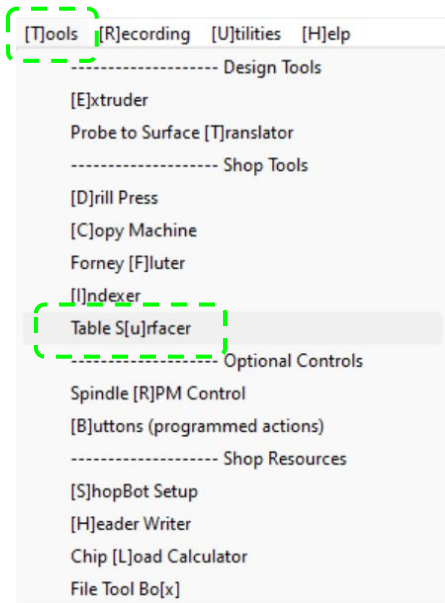 [T]ools [R]ecording [U]tilities [H]elp
-------------------- Design Tools
[E]xtruder
Probe to Surface [T]ranslator
-------------------- Shop Tools
[D]rill Press
[C]opy Machine
Forney [F]luter
[I]ndexer
Table S[u]rfacer
-------------------- Optional Controls
Spindle [R]PM Control
[B]uttons (programmed actions)
-------------------- Shop Resources
[S]hopBot Setup
[H]eader Writer
Chip [L]oad Calculator
File Tool Bo[x]